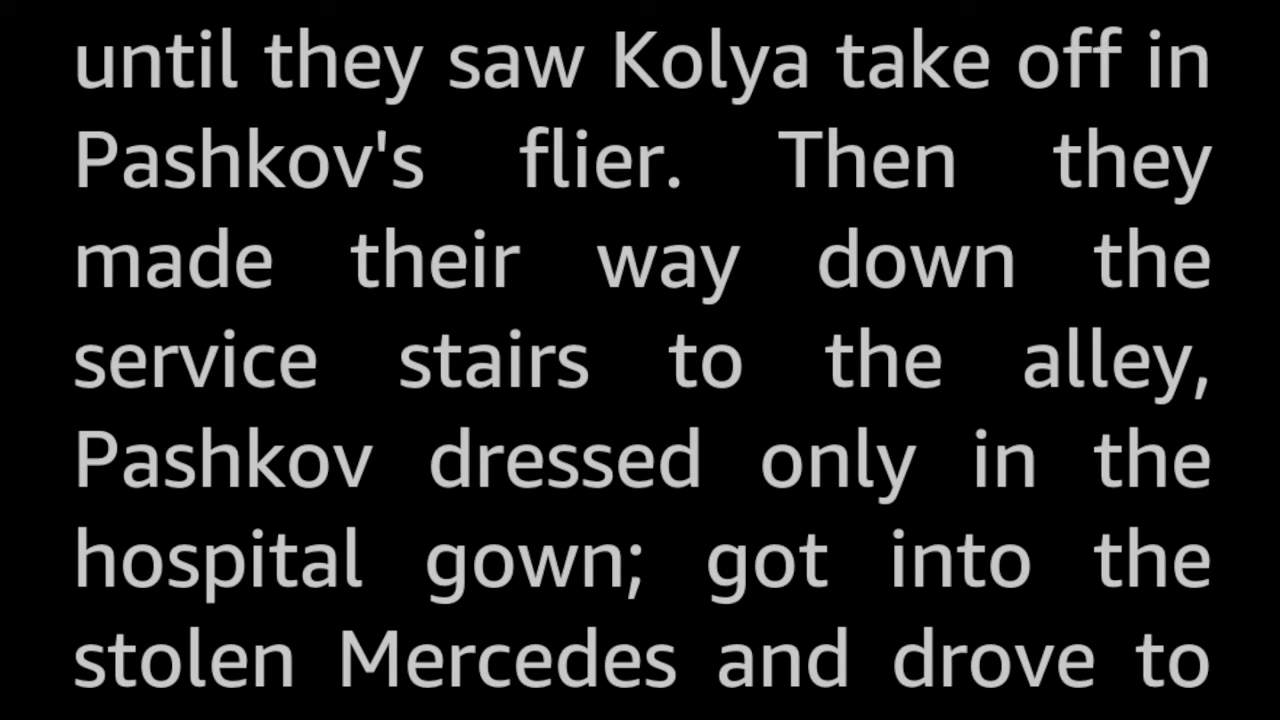 until they saw Kolya take off in
Pashkov's flier. Then they
made their way down the
service stairs to the alley,
Pashkov dressed only in the
hospital gown; got into the
stolen Mercedes and drove to